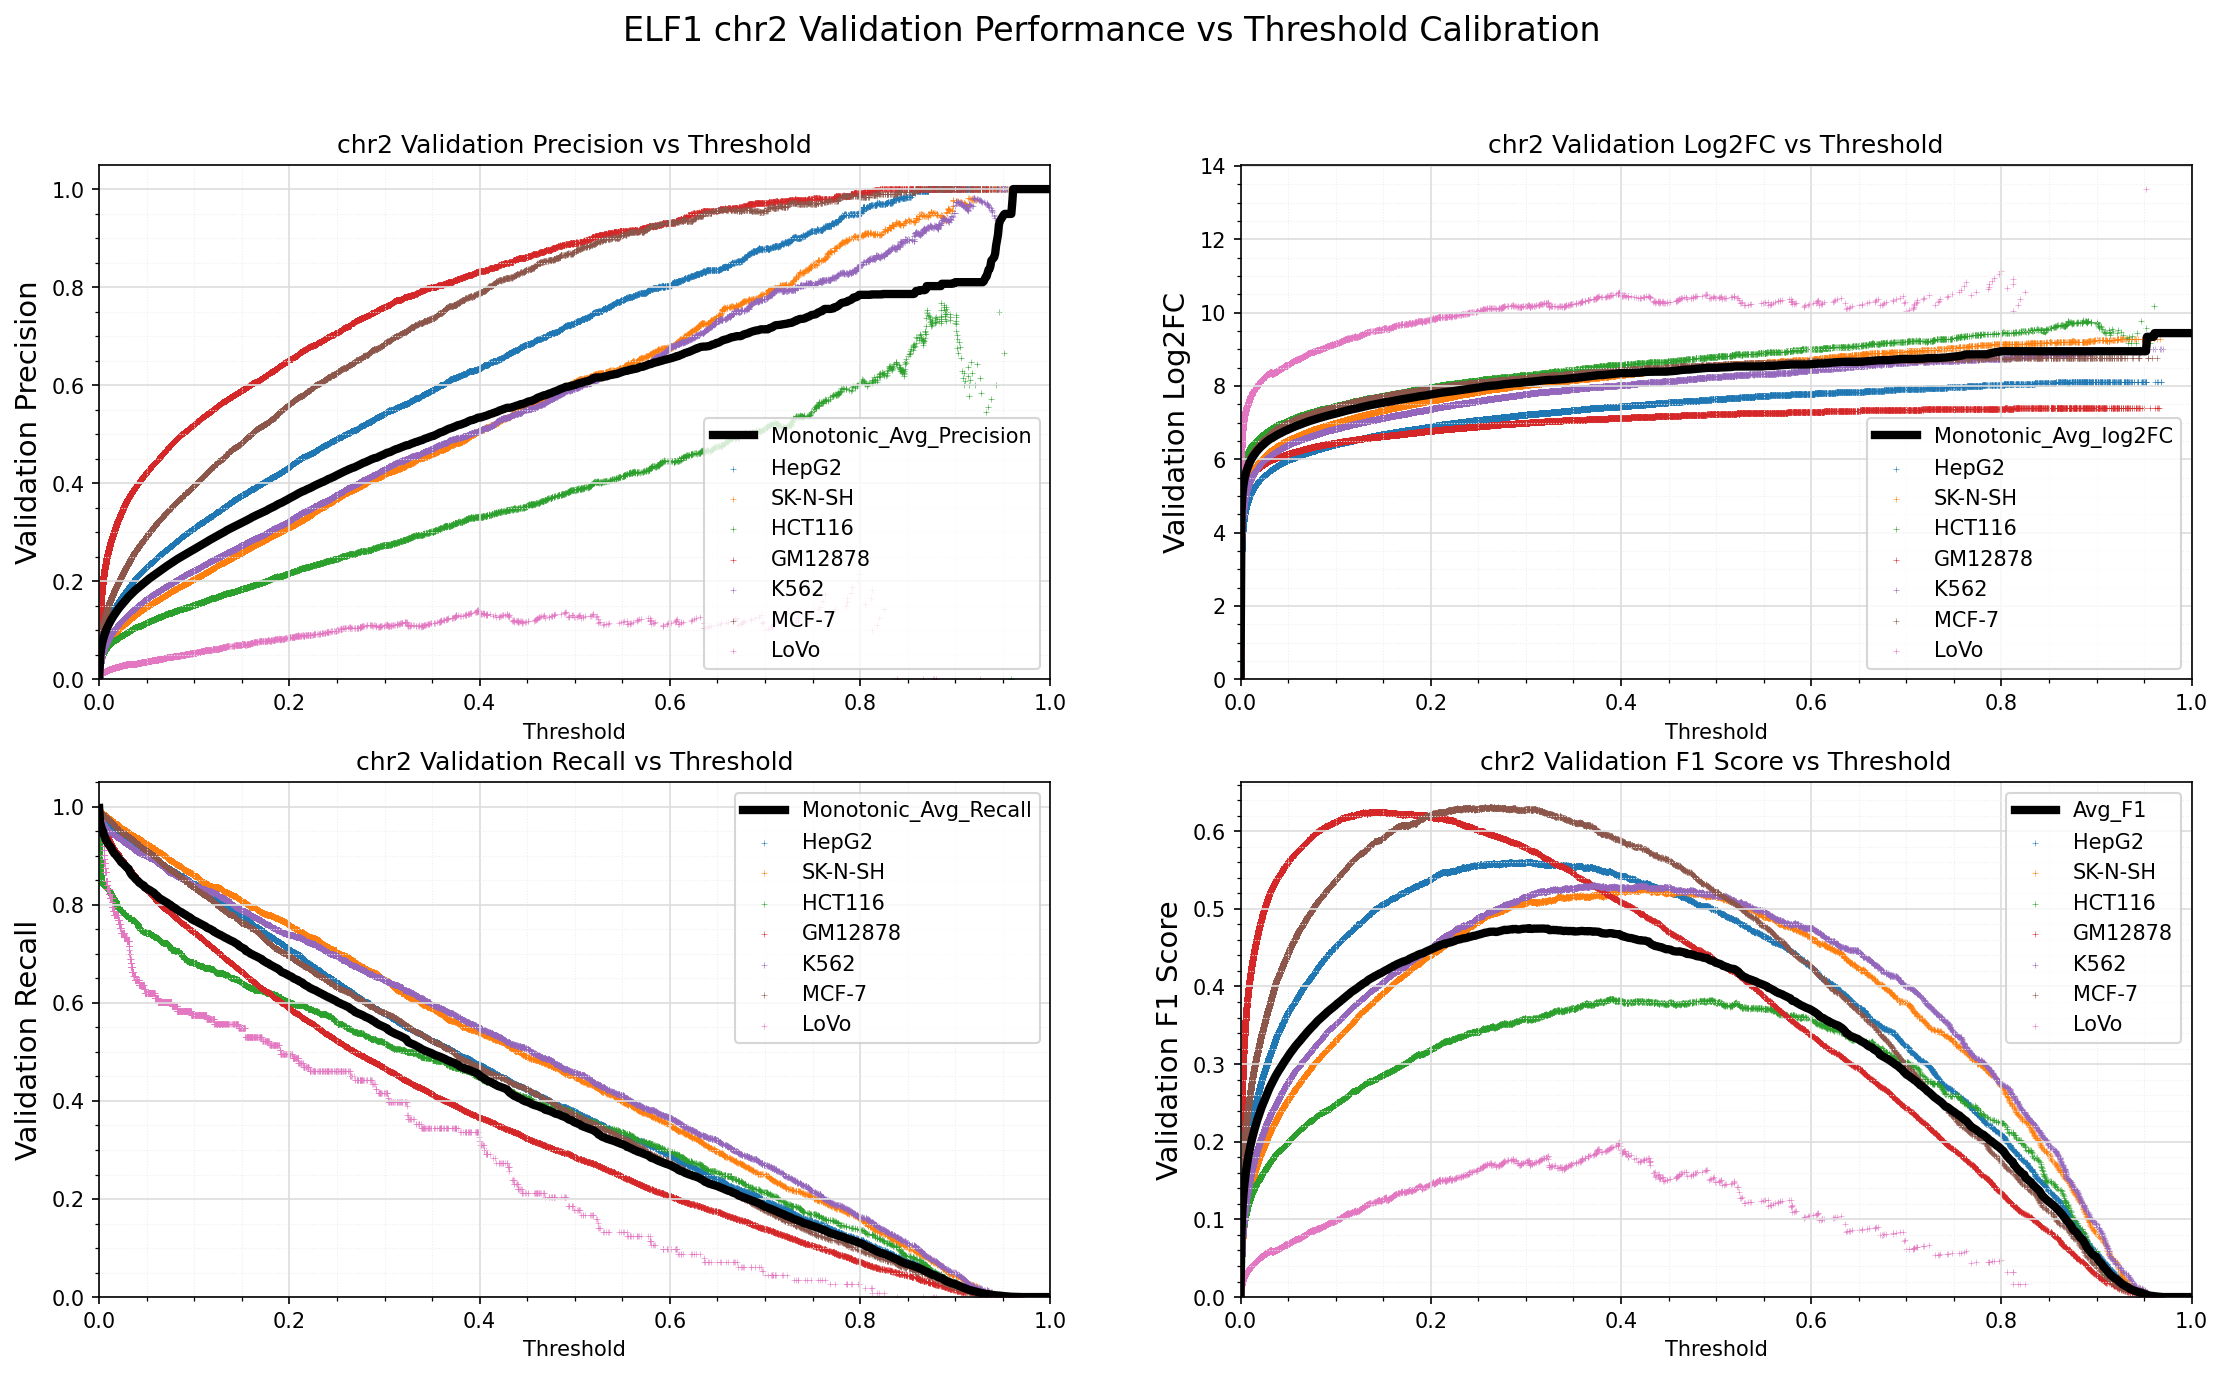 ELF1 chr2 Validation Performance vs Threshold Calibration
chr2 Validation Precision vs Threshold
Validation Precision
1.0
0.8
0.6
0.4
0.2
0.0
Monotonic_Avg_Precision
HepG2
SK-N-SH
HCT116
GM12878
K562
MCF-7
LoVo
0.0 0.2 0.4 0.6 0.8 1.0
Threshold
chr2 Validation Log2FC vs Threshold
Validation Log2FC
14
12
10
8
6
4
2
0
Monotonic_Avg_log2FC
HepG2
SK-N-SH
HCT116
GM12878
K562
MCF-7
LoVo
0.0 0.2 0.4 0.6 0.8 1.0
Threshold
chr2 Validation Recall vs Threshold
Validation Recall
1.0
0.8
0.6
0.4
0.2
0.0
Monotonic_Avg_Recall
HepG2
SK-N-SH
HCT116
GM12878
K562
MCF-7
LoVo
0.0 0.2 0.4 0.6 0.8 1.0
Threshold
chr2 Validation F1 Score vs Threshold
Validation F1 Score
0.6
0.5
0.4
0.3
0.2
0.1
0.0
Avg_F1
HepG2
SK-N-SH
HCT116
GM12878
K562
MCF-7
LoVo
0.0 0.2 0.4 0.6 0.8 1.0
Threshold